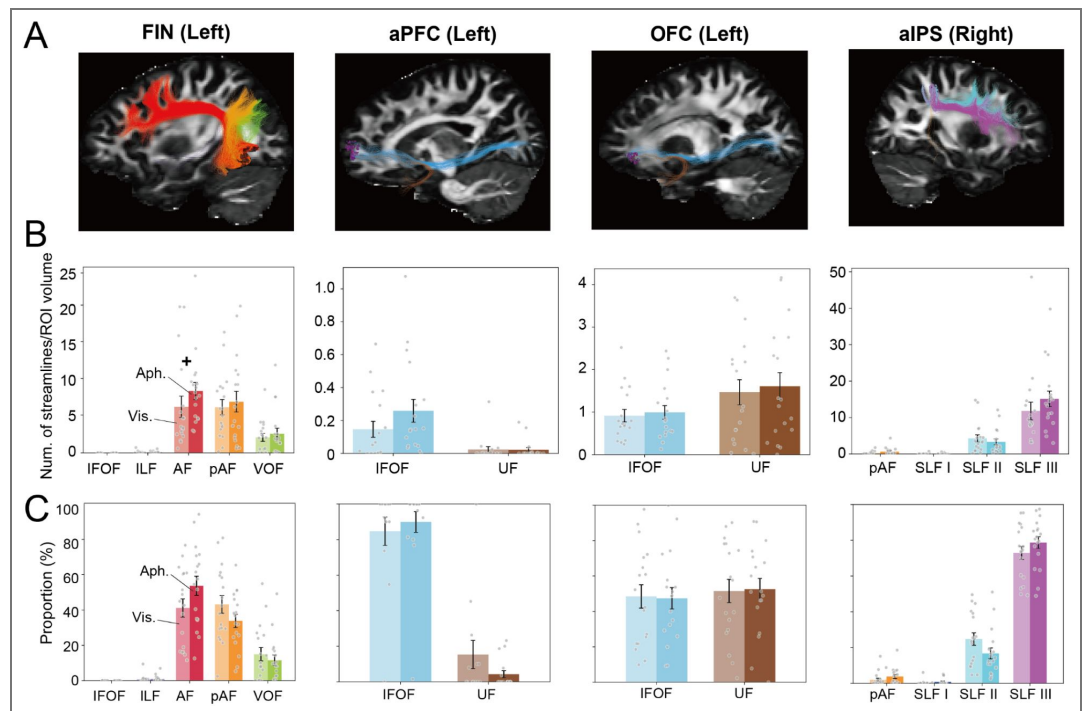 A
FIN (Left)
aPFC (Left)
OFC (Left)
aIPS (Right)
B
Num. of streamlines/ROI volume
25
20
15
10
5
0
+
Aph.
Vis.
IFOF ILF AF pAF VOF
1.0
0.8
0.6
0.4
0.2
0
IFOF UF
4
3
2
1
0
IFOF UF
50
40
30
20
10
0
pAF SLF I SLF II SLF III
C
Proportion (%)
100
80
60
40
20
0
Aph.
Vis.
IFOF ILF AF pAF VOF
IFOF UF
IFOF UF
pAF SLF I SLF II SLF III